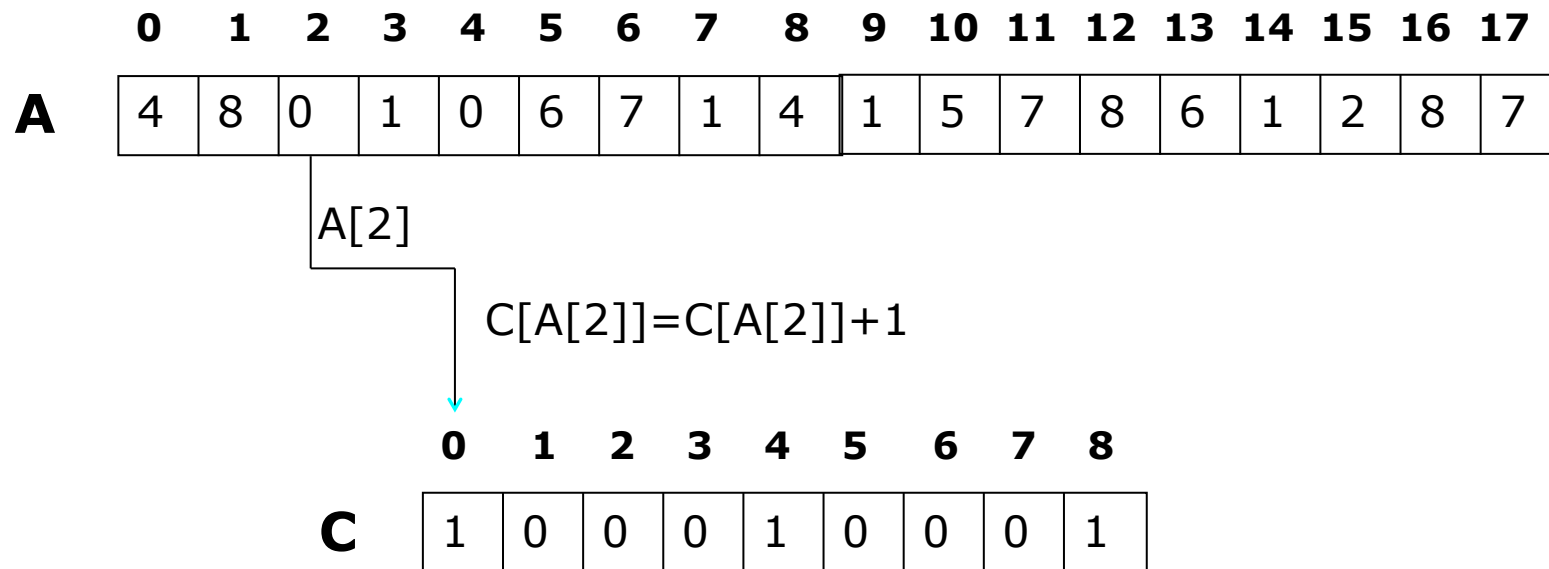 0 1 2 3 4 5 6 7 8 9 10 11 12 13 14 15 16 17
A 4 8 0 1 0 6 7 1 4 1 5 7 8 6 1 2 8 7
A[2]
C[A[2]]=C[A[2]]+1
0 1 2 3 4 5 6 7 8
C 1 0 0 0 1 0 0 0 1